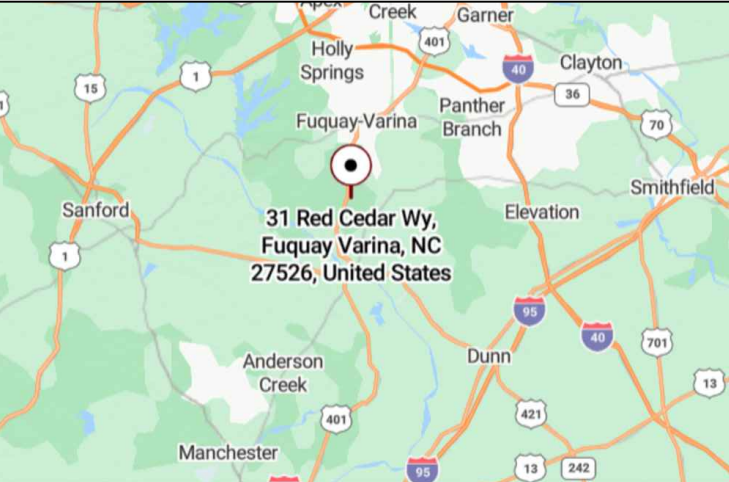 Apex
Creek
Garner
Holly
Springs
401
40
Clayton
1
15
36
Panther
Branch
Fuquay-Varina
70
Smithfield
Sanford
31 Red Cedar Wy,
Fuquay Varina, NC
27526, United States
Elevation
1
95
40
Dunn
701
Anderson
Creek
13
401
421
Manchester
95
13
242